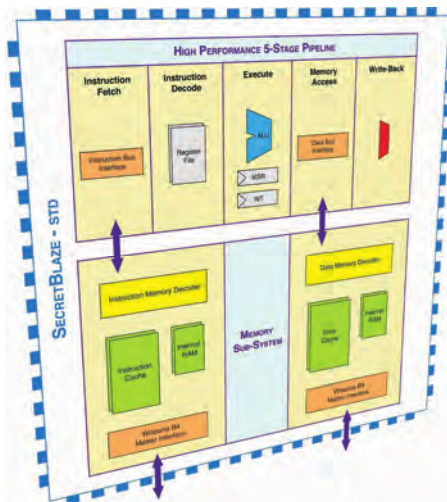 HIGH PERFORMANCE 5-STAGE PIPELINE
Instruction
Fetch
Instruction
Decode
Execute
Memory
Access
Write-Back
Instruction Bus
Interface
Register
File
ALU
MSR
INT
Data Bus
Interface
SECRETBLAZE - STD
Instruction Memory Decoder
Instruction
Cache
Internal
RAM
Wishbone B4
Master Interface
MEMORY
SUB-SYSTEM
Data Memory Decoder
Data
Cache
Internal
RAM
Wishbone B4
Master Interface